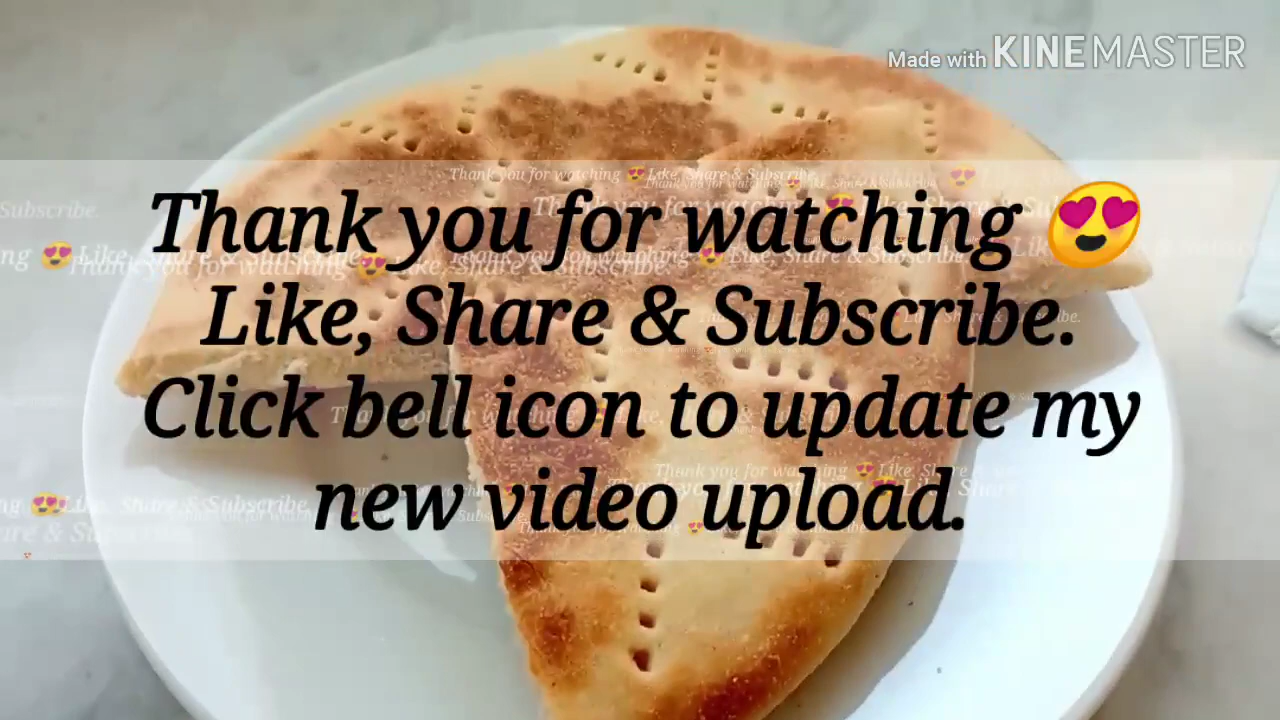 Made with KINEMASTER
Thank you for watching 😍
Like, Share & Subscribe.
Click bell icon to update my
new video upload.